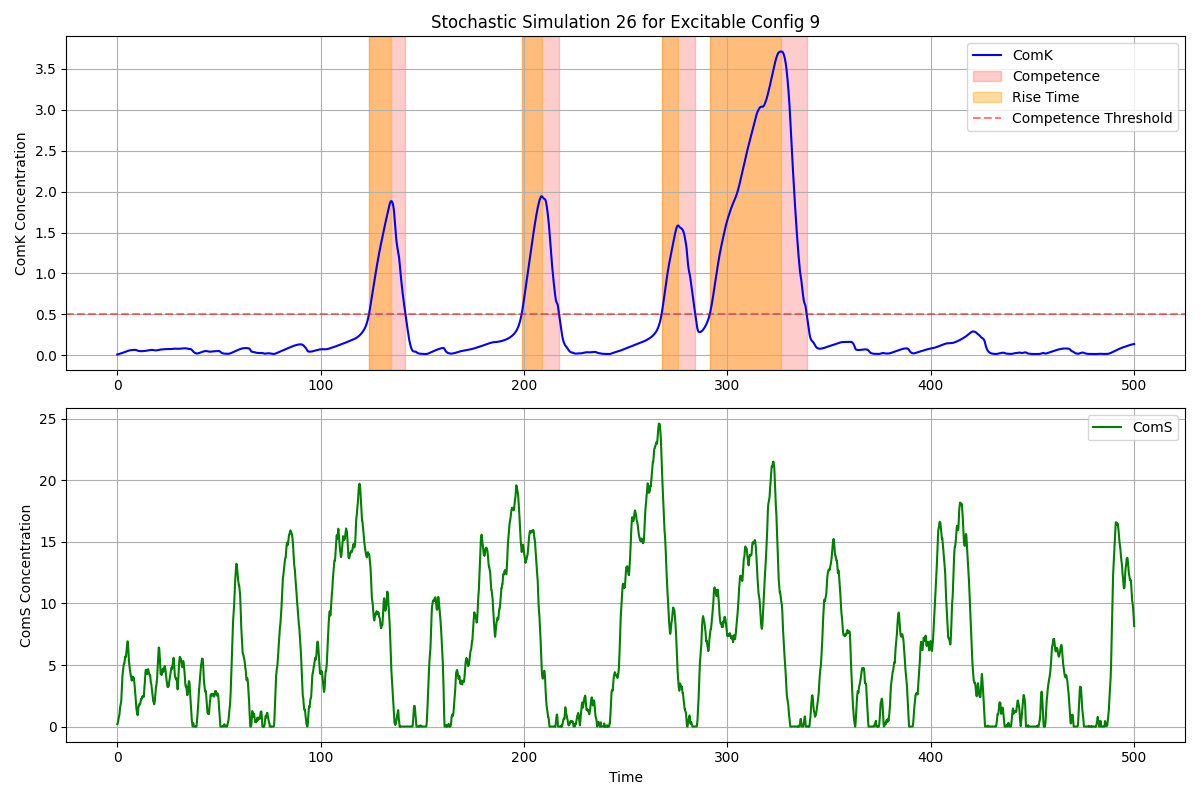 Stochastic Simulation 26 for Excitable Config 9
ComK Concentration
3.5
3.0
2.5
2.0
1.5
1.0
0.5
0.0
ComK
Competence
Rise Time
Competence Threshold
0 100 200 300 400 500
ComS Concentration
25
20
15
10
5
0
ComS
0 100 200 300 400 500
Time